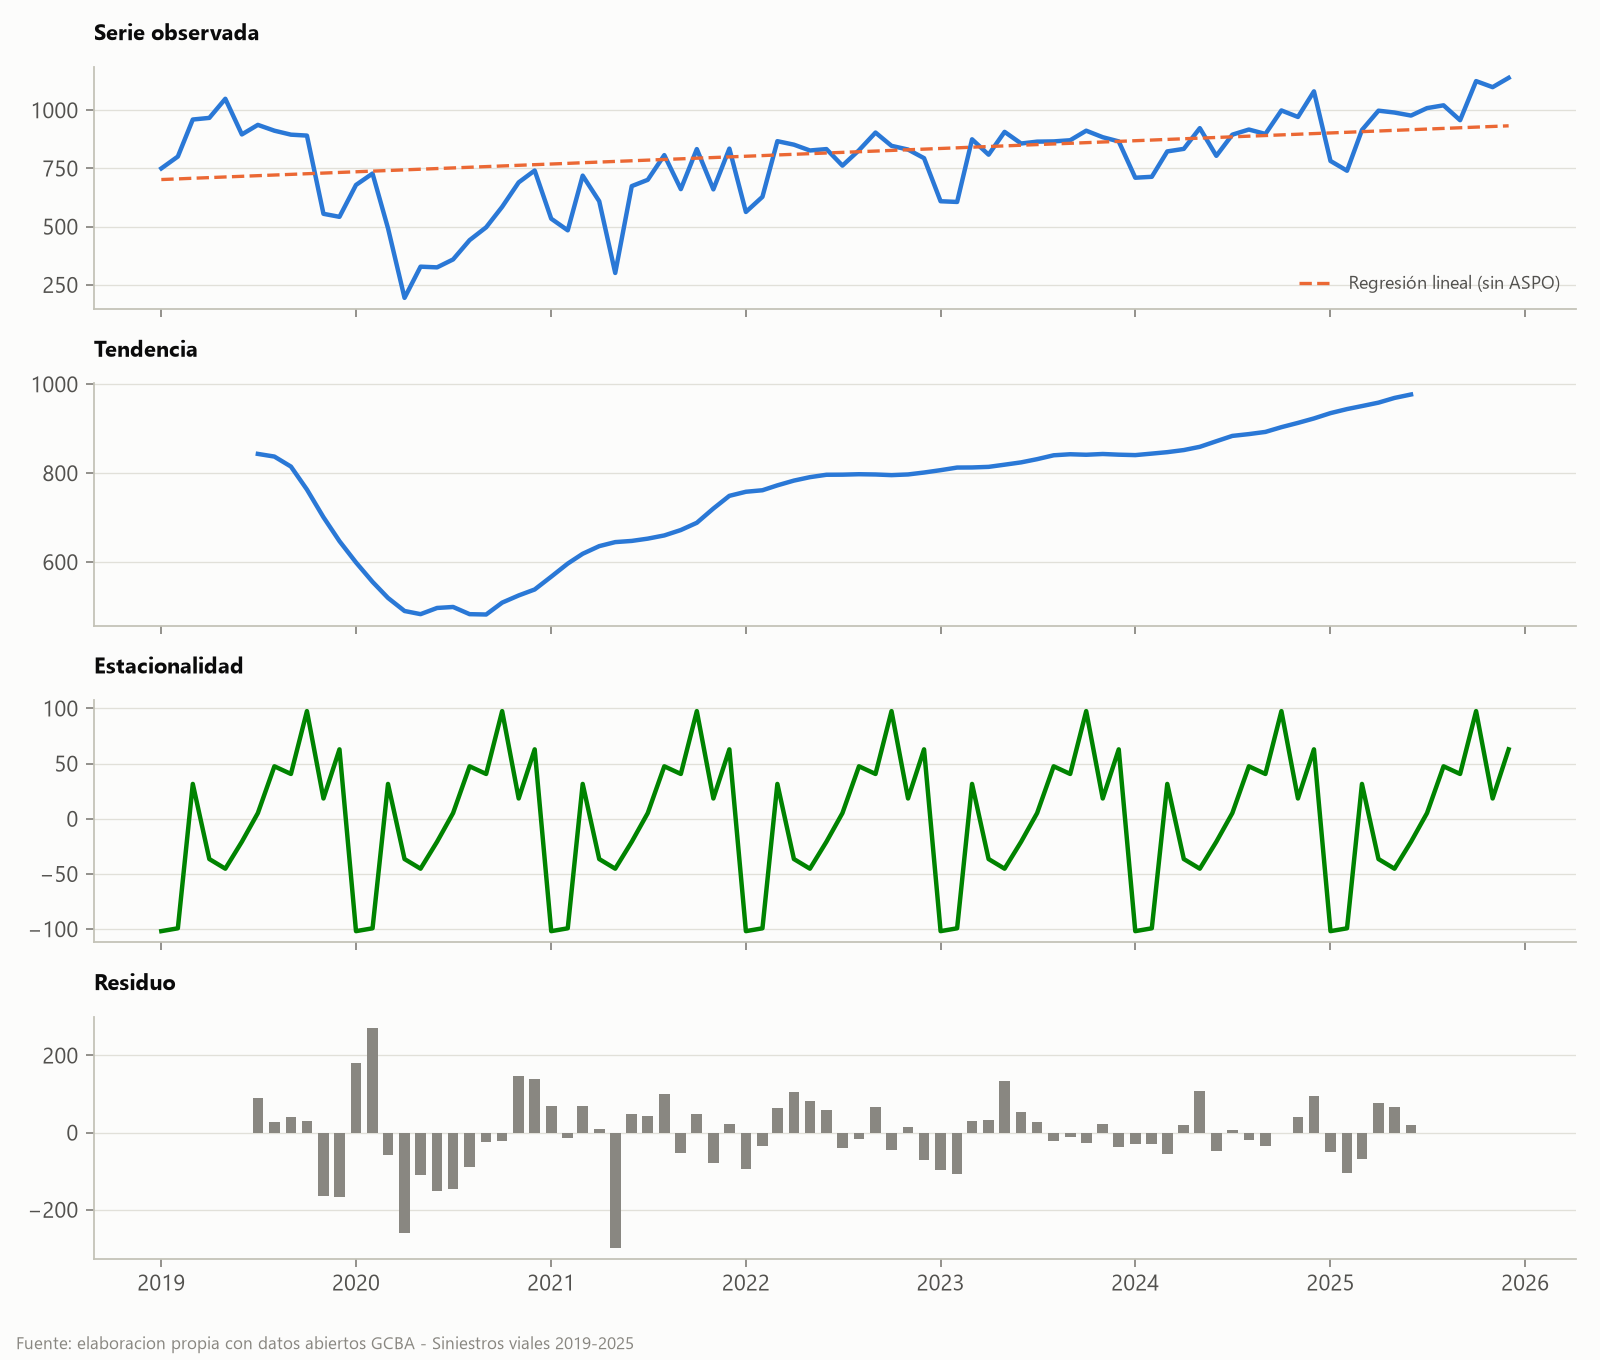 Serie observada
1000
750
500
250
Regresión lineal (sin ASPO)
Tendencia
1000
800
600
Estacionalidad
100
50
0
−50
−100
Residuo
200
0
−200
2019 2020 2021 2022 2023 2024 2025 2026
Fuente: elaboracion propia con datos abiertos GCBA - Siniestros viales 2019-2025